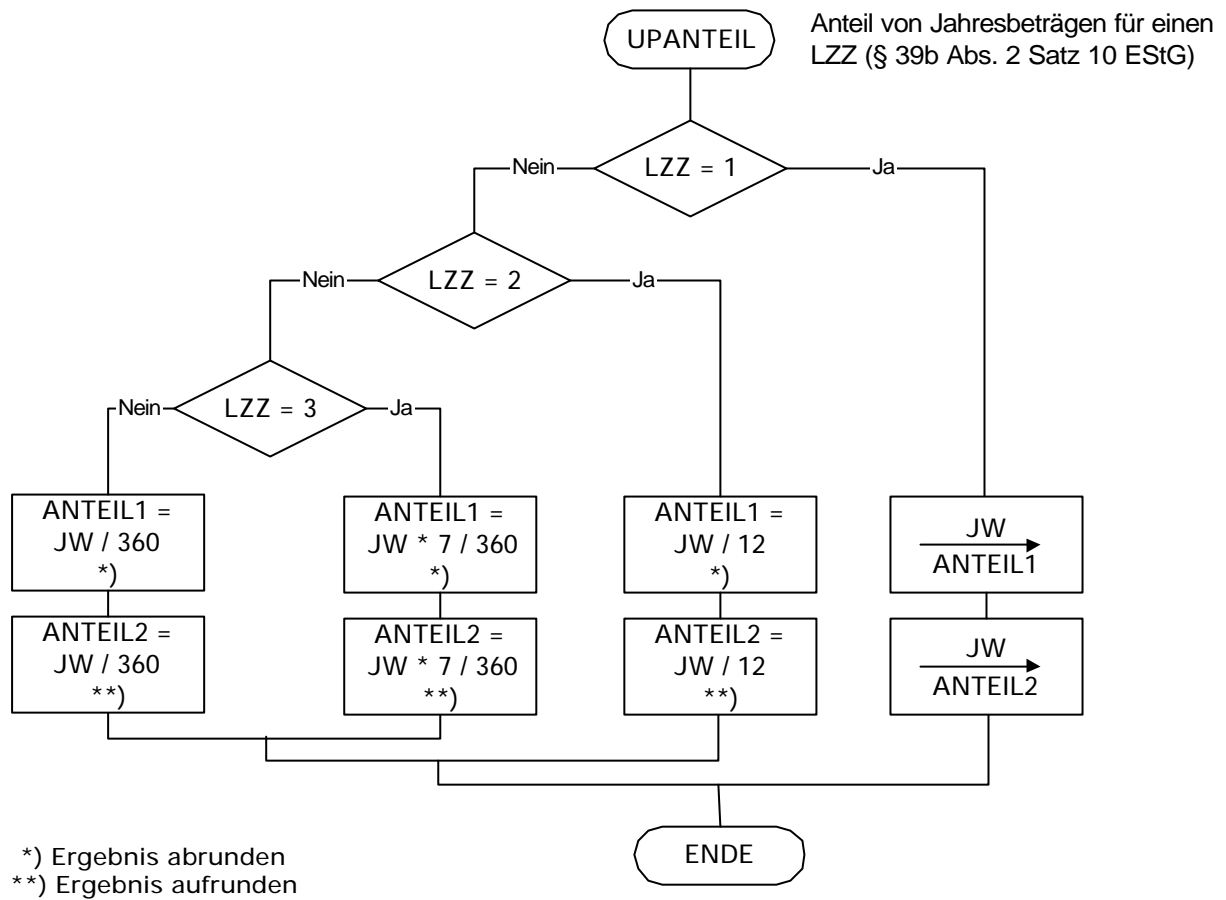 UPANTEIL
Anteil von Jahresbeträgen für einen
LZZ (§ 39b Abs. 2 Satz 10 EStG)
Nein
LZZ = 1
Ja
Nein
LZZ = 2
Ja
Nein
LZZ = 3
Ja
ANTEIL1 =
JW / 360
*)
ANTEIL1 =
JW * 7 / 360
*)
ANTEIL1 =
JW / 12
*)
JW
ANTEIL1
ANTEIL2 =
JW / 360
**)
ANTEIL2 =
JW * 7 / 360
**)
ANTEIL2 =
JW / 12
**)
JW
ANTEIL2
ENDE
*) Ergebnis abrunden
**) Ergebnis aufrunden